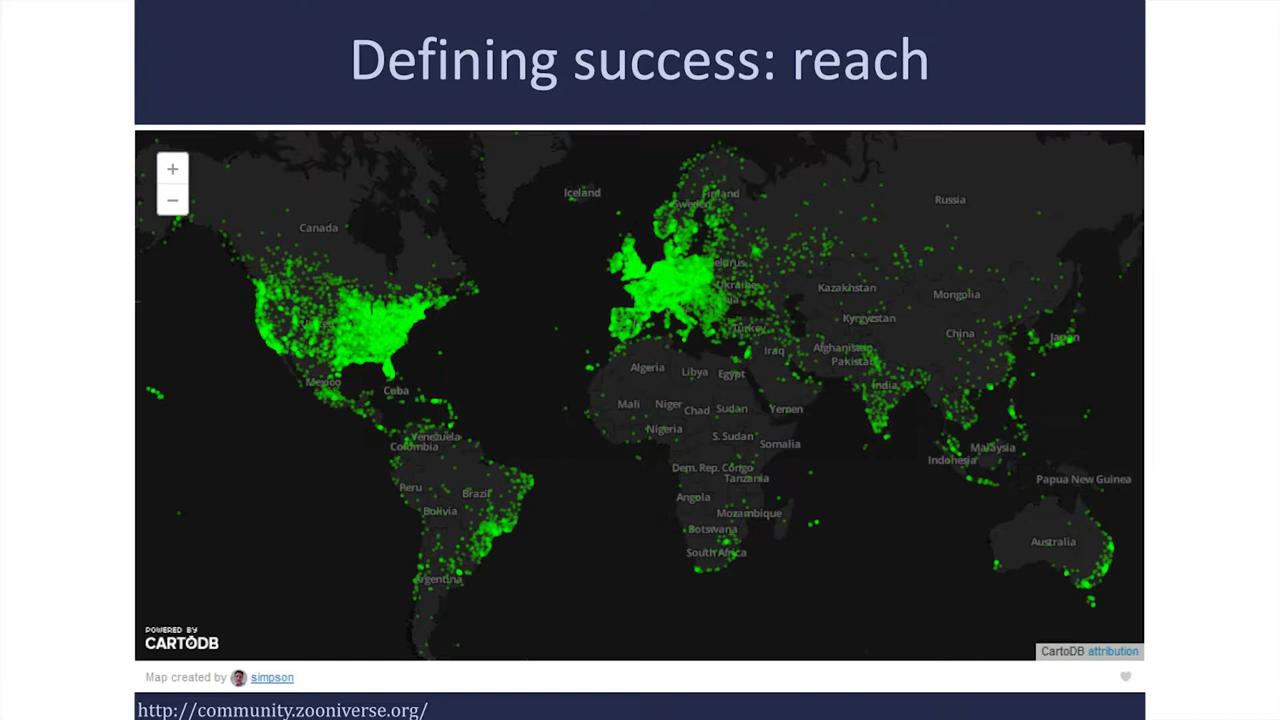 Defining success: reach
+
−
Iceland
Finland
Sweden
Russia
Canada
Belarus
Ukraine
Kazakhstan
Mongolia
Kyrgyzstan
Turkey
China
Japan
Iraq
Afghanistan
Pakistan
Algeria
Libya
Egypt
India
Mexico
Cuba
Mali
Niger
Chad
Sudan
Yemen
Nigeria
Venezuela
Colombia
S. Sudan
Somalia
Malaysia
Indonesia
Dem. Rep. Congo
Tanzania
Papua New Guinea
Peru
Brazil
Angola
Bolivia
Mozambique
Botswana
Australia
South Africa
Argentina
POWERED BY
CARTODB
CartoDB attribution
Map created by simpson
http://community.zooniverse.org/